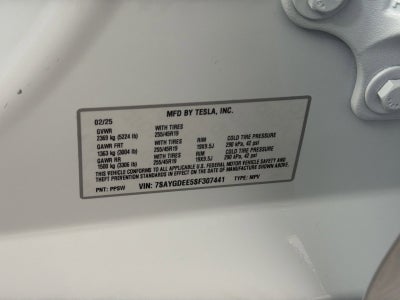 MFD BY TESLA, INC.
02/25
GVWR WITH TIRES
2369 kg (5224 lb) 255/45R19
GAWR FRT WITH TIRES RIM COLD TIRE PRESSURE
1363 kg (3004 lb) 255/45R19 19X9.5J 290 kPa, 42 psi
GAWR RR WITH TIRES RIM COLD TIRE PRESSURE
1500 kg (3306 lb) 255/45R19 19X9.5J 290 kPa, 42 psi
THIS VEHICLE CONFORMS TO ALL APPLICABLE U.S. FEDERAL MOTOR VEHICLE SAFETY, BUMPER AND
THEFT PREVENTION STANDARDS IN EFFECT ON THE DATE OF MANUFACTURE SHOWN ABOVE.
PNT: PPSW VIN: 7SAYGDEE5SF307441 TYPE: MPV